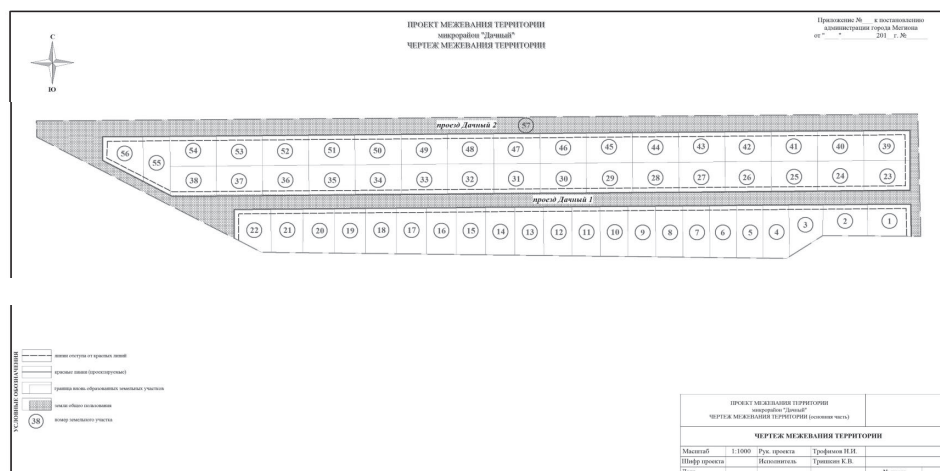 ПРОЕКТ МЕЖЕВАНИЯ ТЕРРИТОРИИ
микрорайон "Дачный"
ЧЕРТЕЖ МЕЖЕВАНИЯ ТЕРРИТОРИИ
Приложение №___ к постановлению
администрации города Мегиона
от "___"________201_ г. №____
С
Ю
проезд Дачный 2 57
56 55 54 53 52 51 50 49 48 47 46 45 44 43 42 41 40 39
38 37 36 35 34 33 32 31 30 29 28 27 26 25 24 23
проезд Дачный 1
22 21 20 19 18 17 16 15 14 13 12 11 10 9 8 7 6 5 4 3 2 1
УСЛОВНЫЕ ОБОЗНАЧЕНИЯ
линия отступа от красных линий
красные линии (проектируемые)
граница вновь образованных земельных участков
земли общего пользования
38 номер земельного участка
ПРОЕКТ МЕЖЕВАНИЯ ТЕРРИТОРИИ
микрорайон "Дачный"
ЧЕРТЕЖ МЕЖЕВАНИЯ ТЕРРИТОРИИ (основная часть)
ЧЕРТЕЖ МЕЖЕВАНИЯ ТЕРРИТОРИИ
Масштаб 1:1000 Рук. проекта Трофимов Н.И.
Шифр проекта Исполнитель Тришкин К.В.